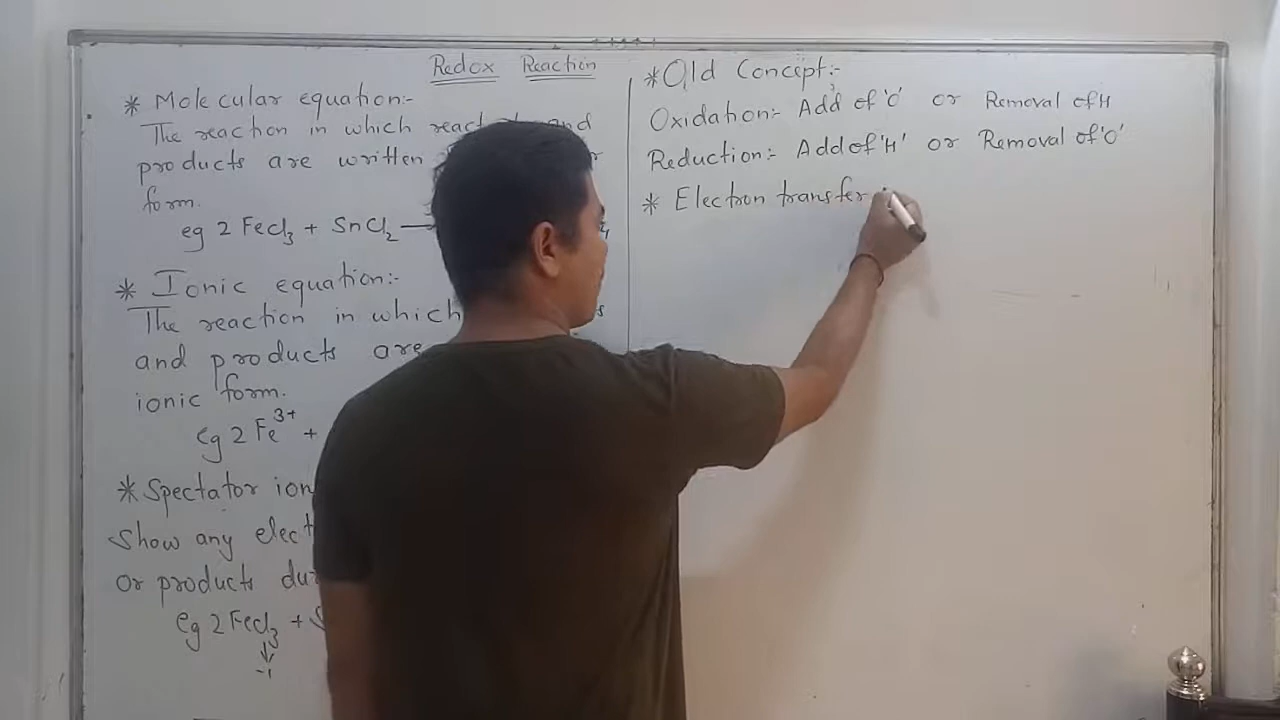 Redox Reaction
* Molecular equation:-
The reaction in which and
products are written
form.
eg 2 FeCl3 + SnCl2
* Ionic equation:-
The reaction in which
and products are
ionic form.
eg 2 Fe3+ +
* Spectator ion
show any elect
or products
eg 2 FeCl3 +
↓
-1
* Old Concept:-
Oxidation:- Add of 'O' or Removal of H
Reduction:- Add of 'H' or Removal of 'O'
* Electron transfer